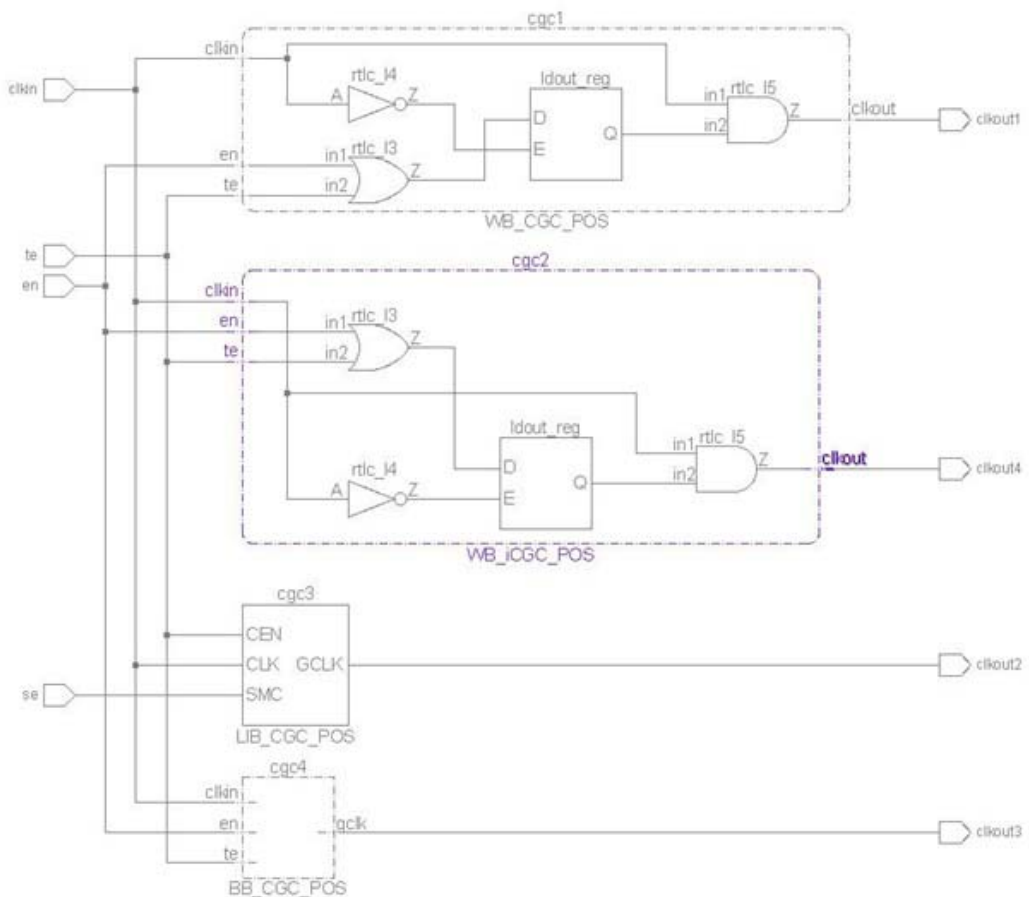 cgc1
clkin
clkin
rtlc_I4
A
Z
ldout_reg
D
E
Q
rtlc_I5
in1
in2
Z
clkout
clkout1
en
te
in1
in2
rtlc_I3
Z
WB_CGC_POS
te
en
cgc2
clkin
en
te
in1
in2
rtlc_I3
Z
ldout_reg
D
E
Q
rtlc_I5
in1
in2
Z
clkout
clkout4
rtlc_I4
A
Z
WB_iCGC_POS
cgc3
CEN
CLK GCLK
SMC
clkout2
se
LIB_CGC_POS
cgc4
clkin
en
te
gclk
clkout3
BB_CGC_POS